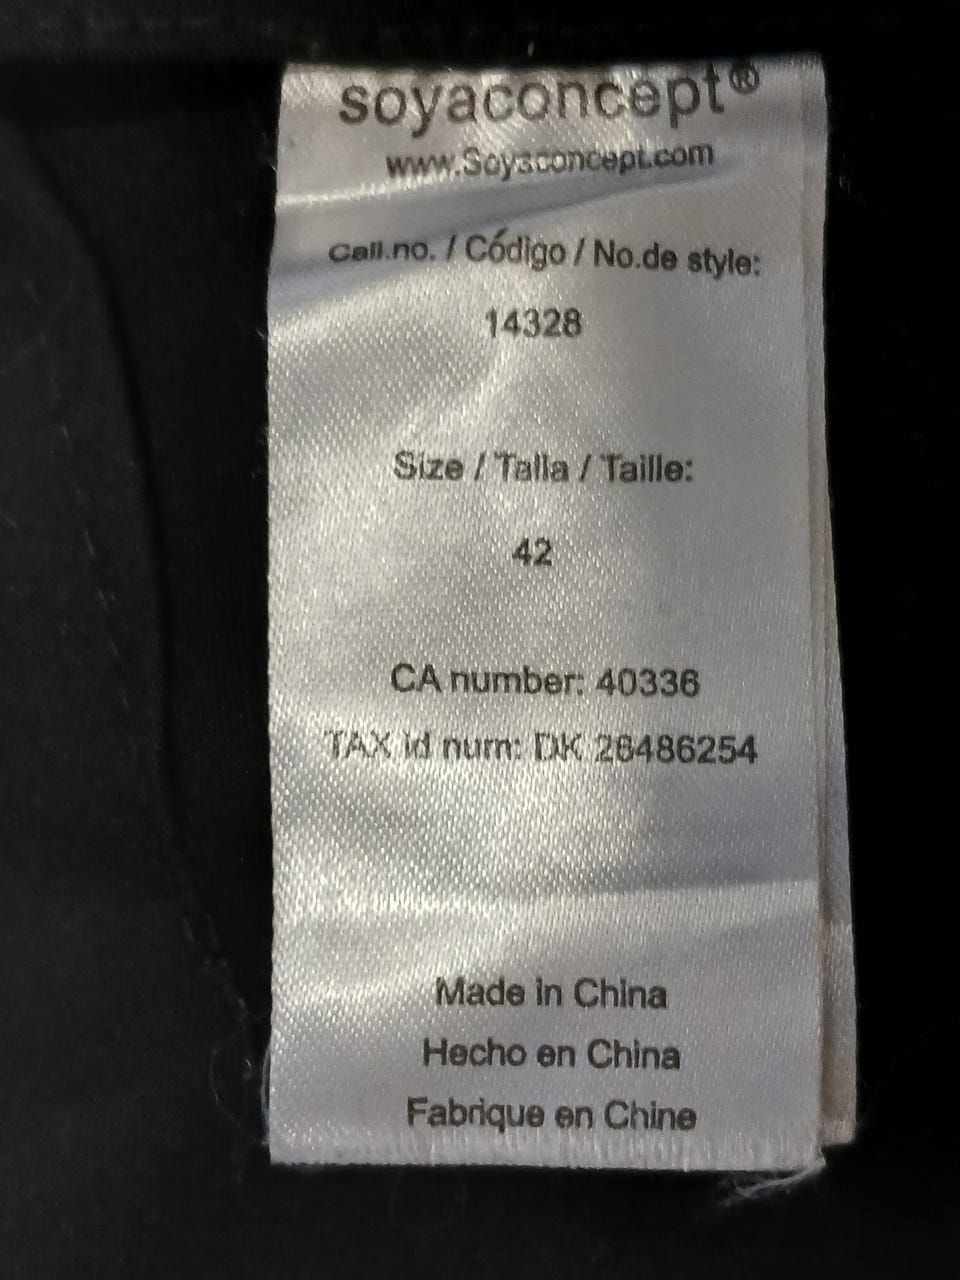 soyaconcept®
www.Soyaconcept.com
Call.no. / Código / No.de style:
14328
Size / Talla / Taille:
42
CA number: 40336
TAX id num: DK 26486254
Made in China
Hecho en China
Fabrique en Chine